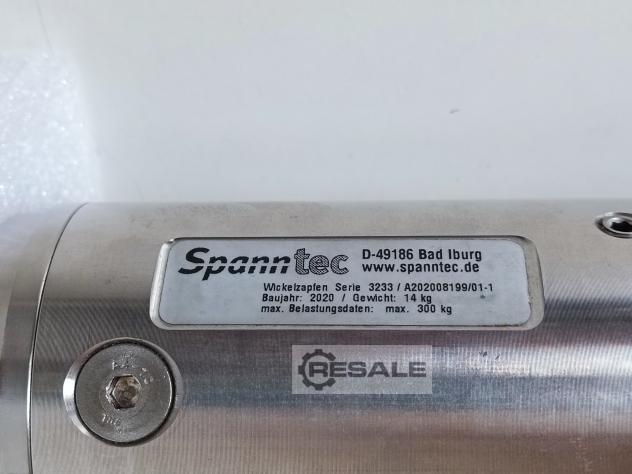 Spanntec D-49186 Bad Iburg
www.spanntec.de
Wickelzapfen Serie 3233 / A202008199/01-1
Baujahr: 2020 / Gewicht: 14 kg
max. Belastungsdaten: max. 300 kg
RESALE